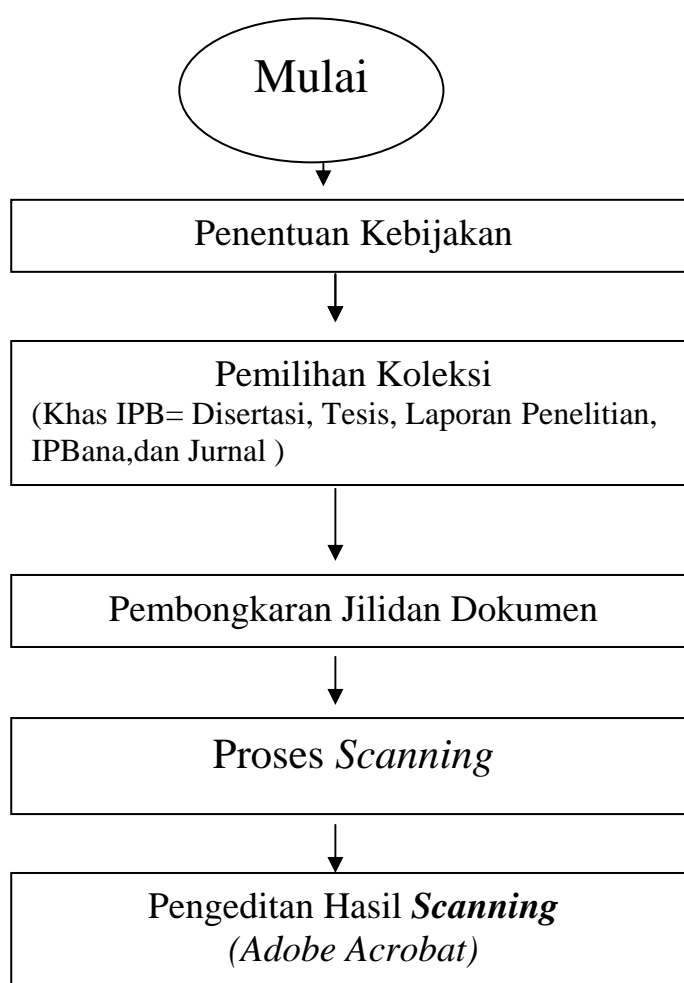 Mulai
Penentuan Kebijakan
Pemilihan Koleksi
(Khas IPB= Disertasi, Tesis, Laporan Penelitian,
IPBana,dan Jurnal )
Pembongkaran Jilidan Dokumen
Proses Scanning
Pengeditan Hasil Scanning
(Adobe Acrobat)